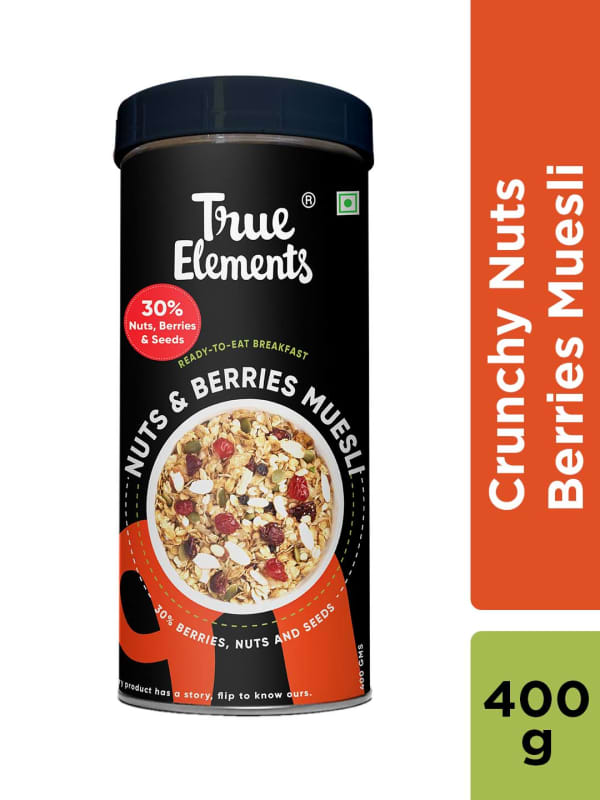 True
Elements
®
30%
Nuts, Berries
& Seeds
READY-TO-EAT BREAKFAST
NUTS & BERRIES MUESLI
30% BERRIES, NUTS AND SEEDS
product has a story, flip to know ours.
400 GMS
Crunchy Nuts
Berries Muesli
400
g